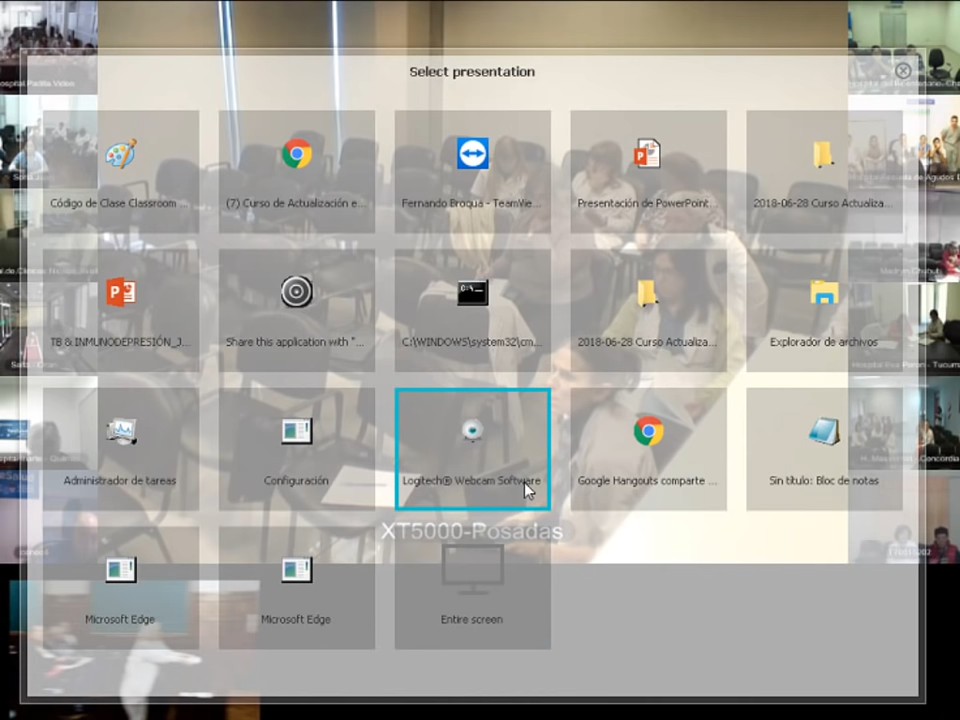 Select presentation
Código de Clase Classroom ...
(7) Curso de Actualización e...
Fernando Broqua - TeamVie...
Presentación de PowerPoint...
2018-06-28 Curso Actualiza...
TB & INMUNODEPRESIÓN_J...
Share this application with "...
C:\WINDOWS\system32\cm...
2018-06-28 Curso Actualiza...
Explorador de archivos
Administrador de tareas
Configuración
Logitech® Webcam Software
Google Hangouts comparte ...
Sin título: Bloc de notas
XT5000-Posadas
Microsoft Edge
Microsoft Edge
Entire screen